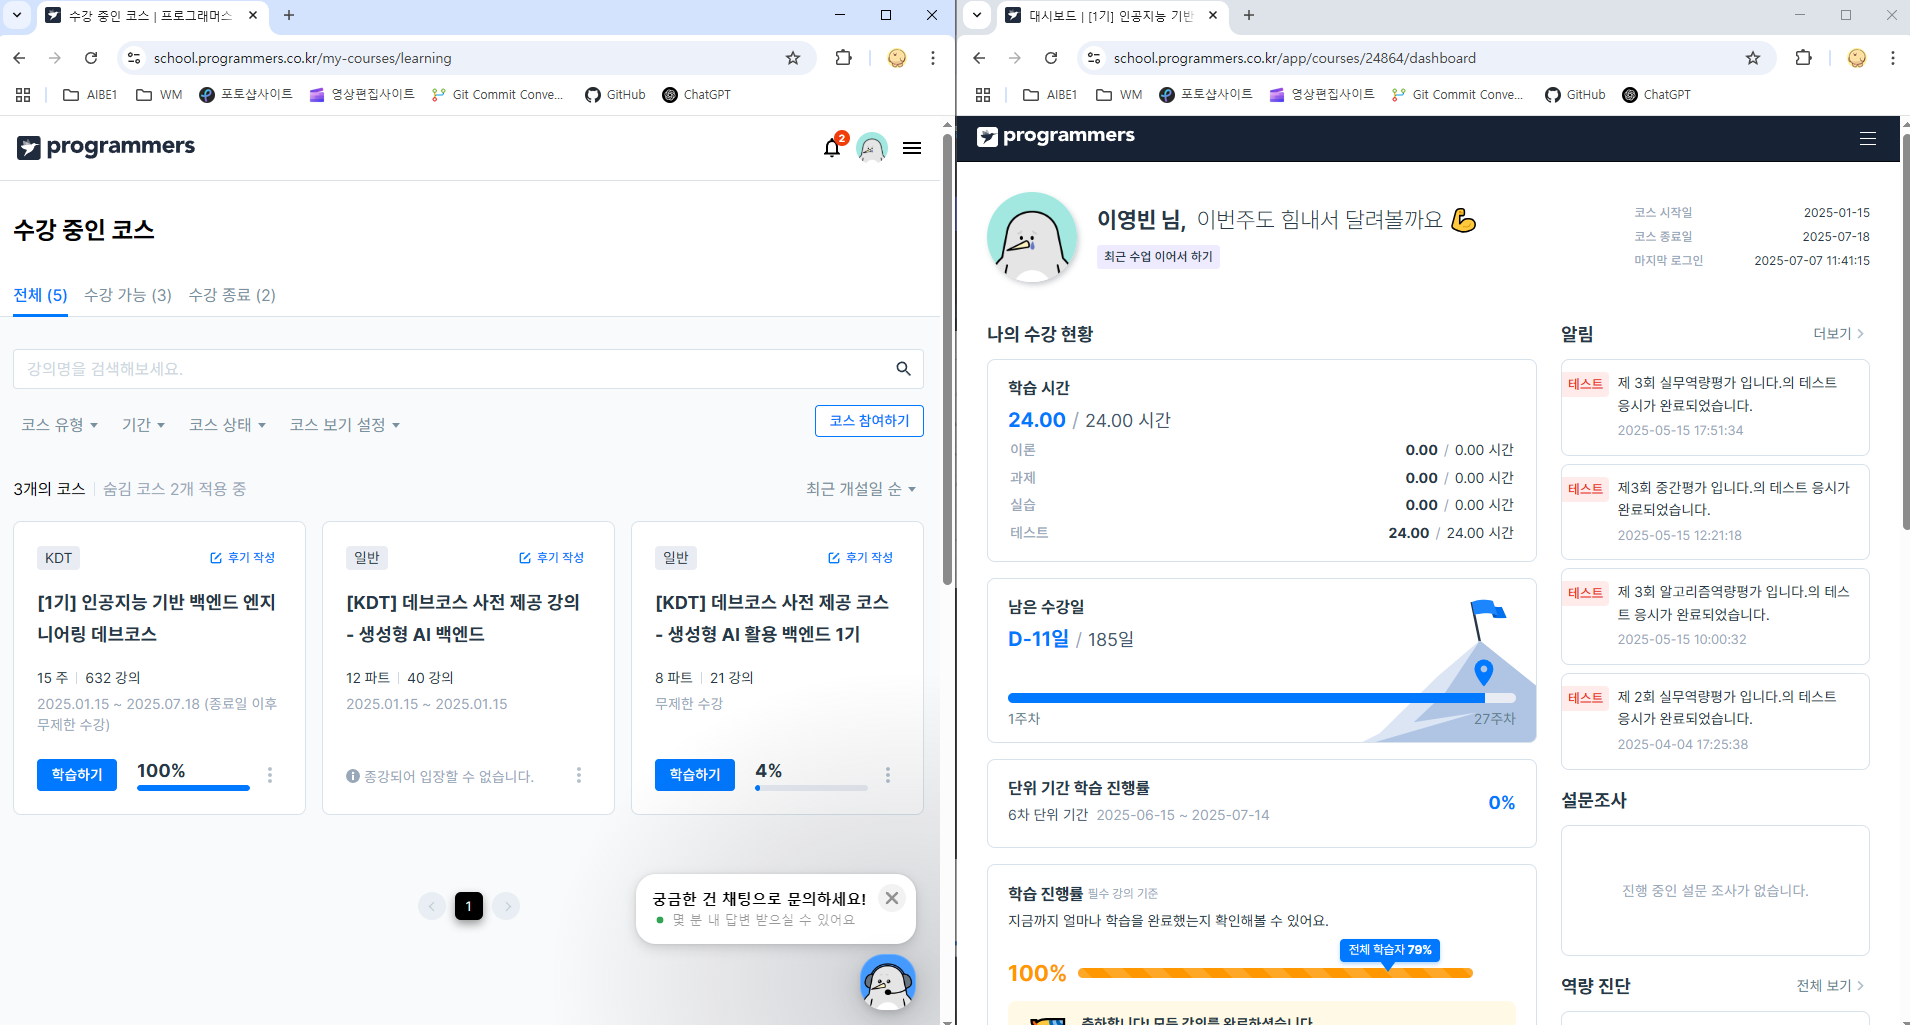 수강 중인 코스 | 프로그래머스
school.programmers.co.kr/my-courses/learning
AIBE1
WM
포토샵사이트
영상편집사이트
Git Commit Conve...
GitHub
ChatGPT
programmers
2
수강 중인 코스
전체 (5)
수강 가능 (3)
수강 종료 (2)
강의명을 검색해보세요.
코스 유형
기간
코스 상태
코스 보기 설정
코스 참여하기
3개의 코스
숨김 코스 2개 적용 중
최근 개설일 순
KDT
후기 작성
[1기] 인공지능 기반 백엔드 엔지
니어링 데브코스
15 주
632 강의
2025.01.15 ~ 2025.07.18 (종료일 이후
무제한 수강)
학습하기
100%
일반
후기 작성
[KDT] 데브코스 사전 제공 강의
- 생성형 AI 백엔드
12 파트
40 강의
2025.01.15 ~ 2025.01.15
종강되어 입장할 수 없습니다.
일반
후기 작성
[KDT] 데브코스 사전 제공 코스
- 생성형 AI 활용 백엔드 1기
8 파트
21 강의
무제한 수강
학습하기
4%
1
궁금한 건 채팅으로 문의하세요!
몇 분 내 답변 받으실 수 있어요
대시보드 | [1기] 인공지능 기반
school.programmers.co.kr/app/courses/24864/dashboard
AIBE1
WM
포토샵사이트
영상편집사이트
Git Commit Conve...
GitHub
ChatGPT
programmers
이영빈 님, 이번주도 힘내서 달려볼까요 💪
최근 수업 이어서 하기
코스 시작일 2025-01-15
코스 종료일 2025-07-18
마지막 로그인 2025-07-07 11:41:15
나의 수강 현황
학습 시간
24.00 / 24.00 시간
이론 0.00 / 0.00 시간
과제 0.00 / 0.00 시간
실습 0.00 / 0.00 시간
테스트 24.00 / 24.00 시간
남은 수강일
D-11일 / 185일
1주차
27주차
단위 기간 학습 진행률
6차 단위 기간 2025-06-15 ~ 2025-07-14
0%
학습 진행률 필수 강의 기준
지금까지 얼마나 학습을 완료했는지 확인해볼 수 있어요.
전체 학습자 79%
100%
축하합니다! 모든 강의를 완료하셨습니다
알림
더보기
테스트
제 3회 실무역량평가 입니다.의 테스트
응시가 완료되었습니다.
2025-05-15 17:51:34
테스트
제3회 중간평가 입니다.의 테스트 응시가
완료되었습니다.
2025-05-15 12:21:18
테스트
제 3회 알고리즘역량평가 입니다.의 테스
트 응시가 완료되었습니다.
2025-05-15 10:00:32
테스트
제 2회 실무역량평가 입니다.의 테스트
응시가 완료되었습니다.
2025-04-04 17:25:38
설문조사
진행 중인 설문 조사가 없습니다.
역량 진단
전체 보기